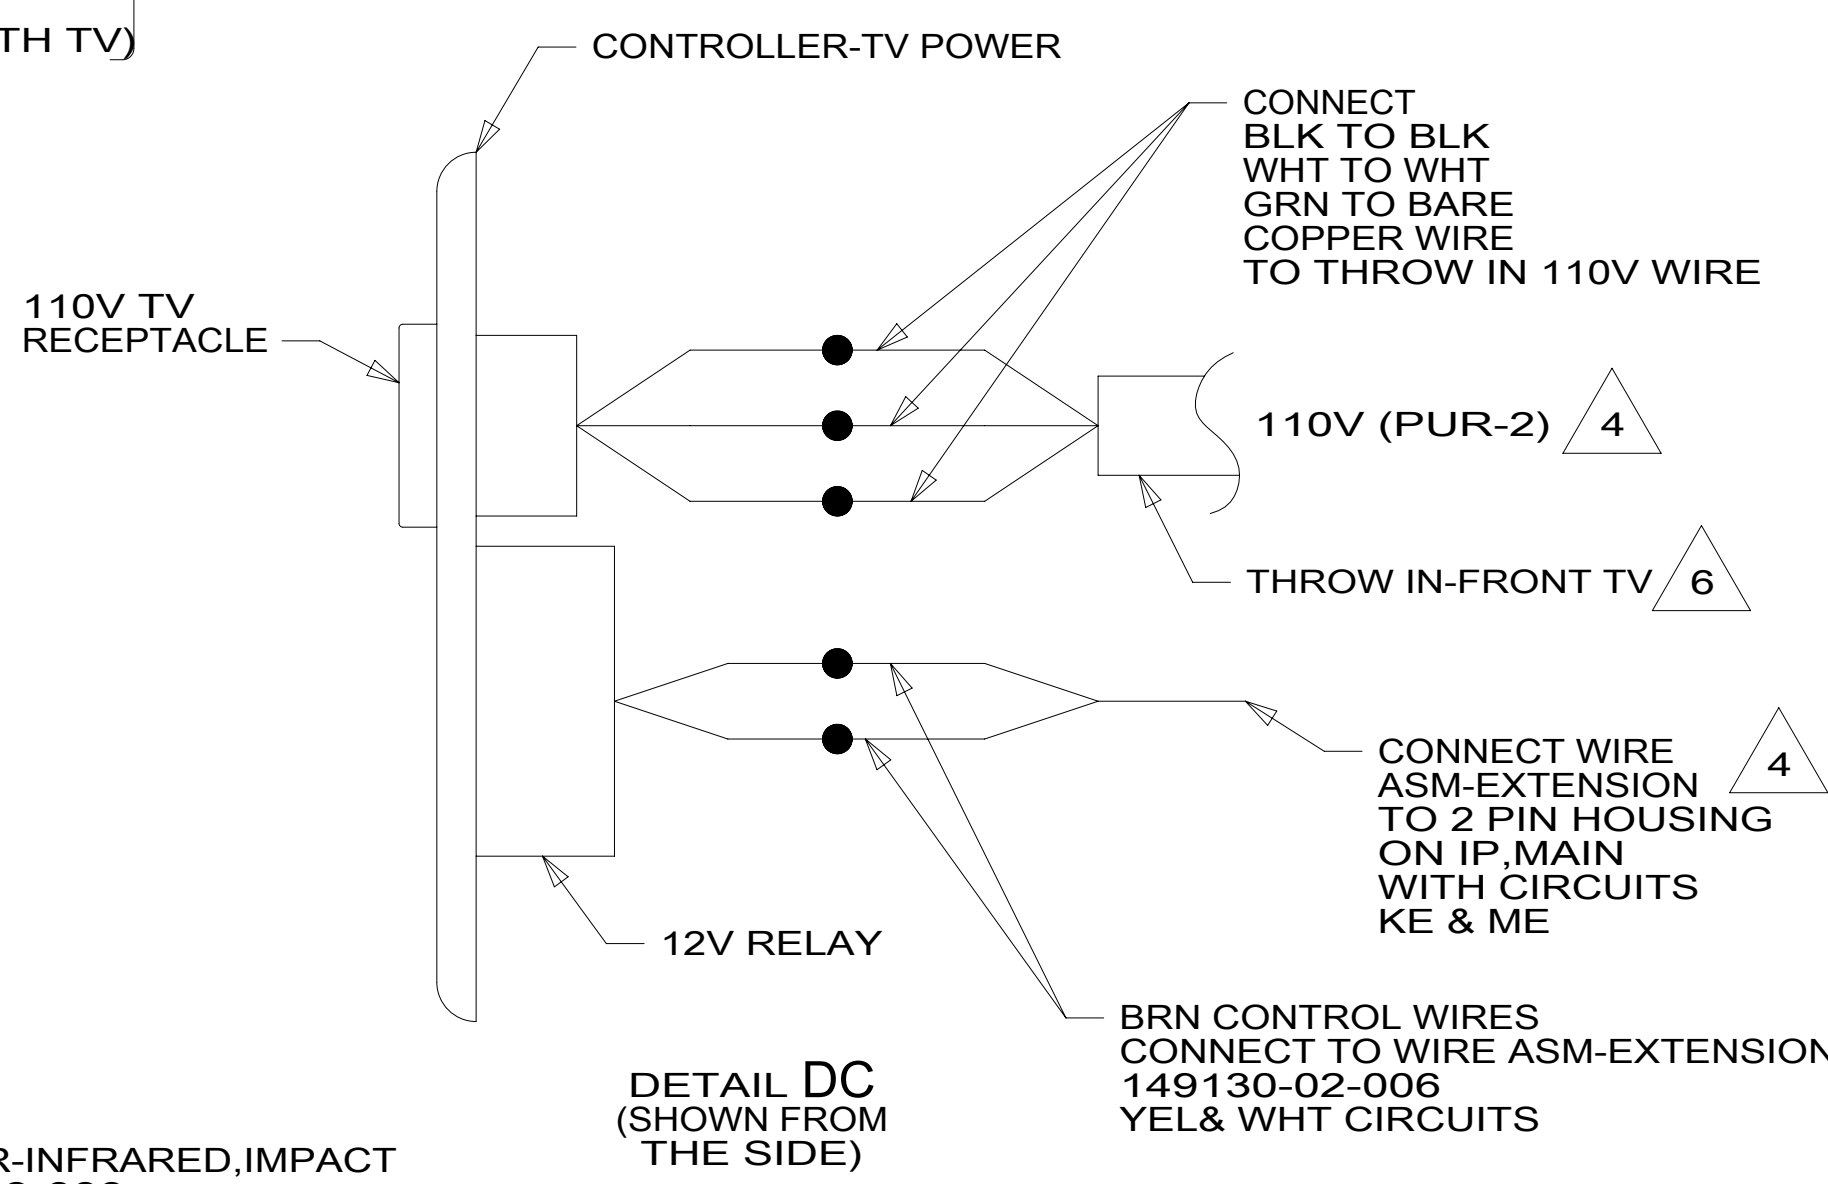 TH TV)
CONTROLLER-TV POWER
CONNECT
BLK TO BLK
WHT TO WHT
GRN TO BARE
COPPER WIRE
TO THROW IN 110V WIRE
110V TV
RECEPTACLE
110V (PUR-2) 4
THROW IN-FRONT TV 6
CONNECT WIRE
ASM-EXTENSION 4
TO 2 PIN HOUSING
ON IP,MAIN
WITH CIRCUITS
KE & ME
12V RELAY
BRN CONTROL WIRES
CONNECT TO WIRE ASM-EXTENSION
149130-02-006
YEL& WHT CIRCUITS
DETAIL DC
(SHOWN FROM
THE SIDE)
R-INFRARED,IMPACT